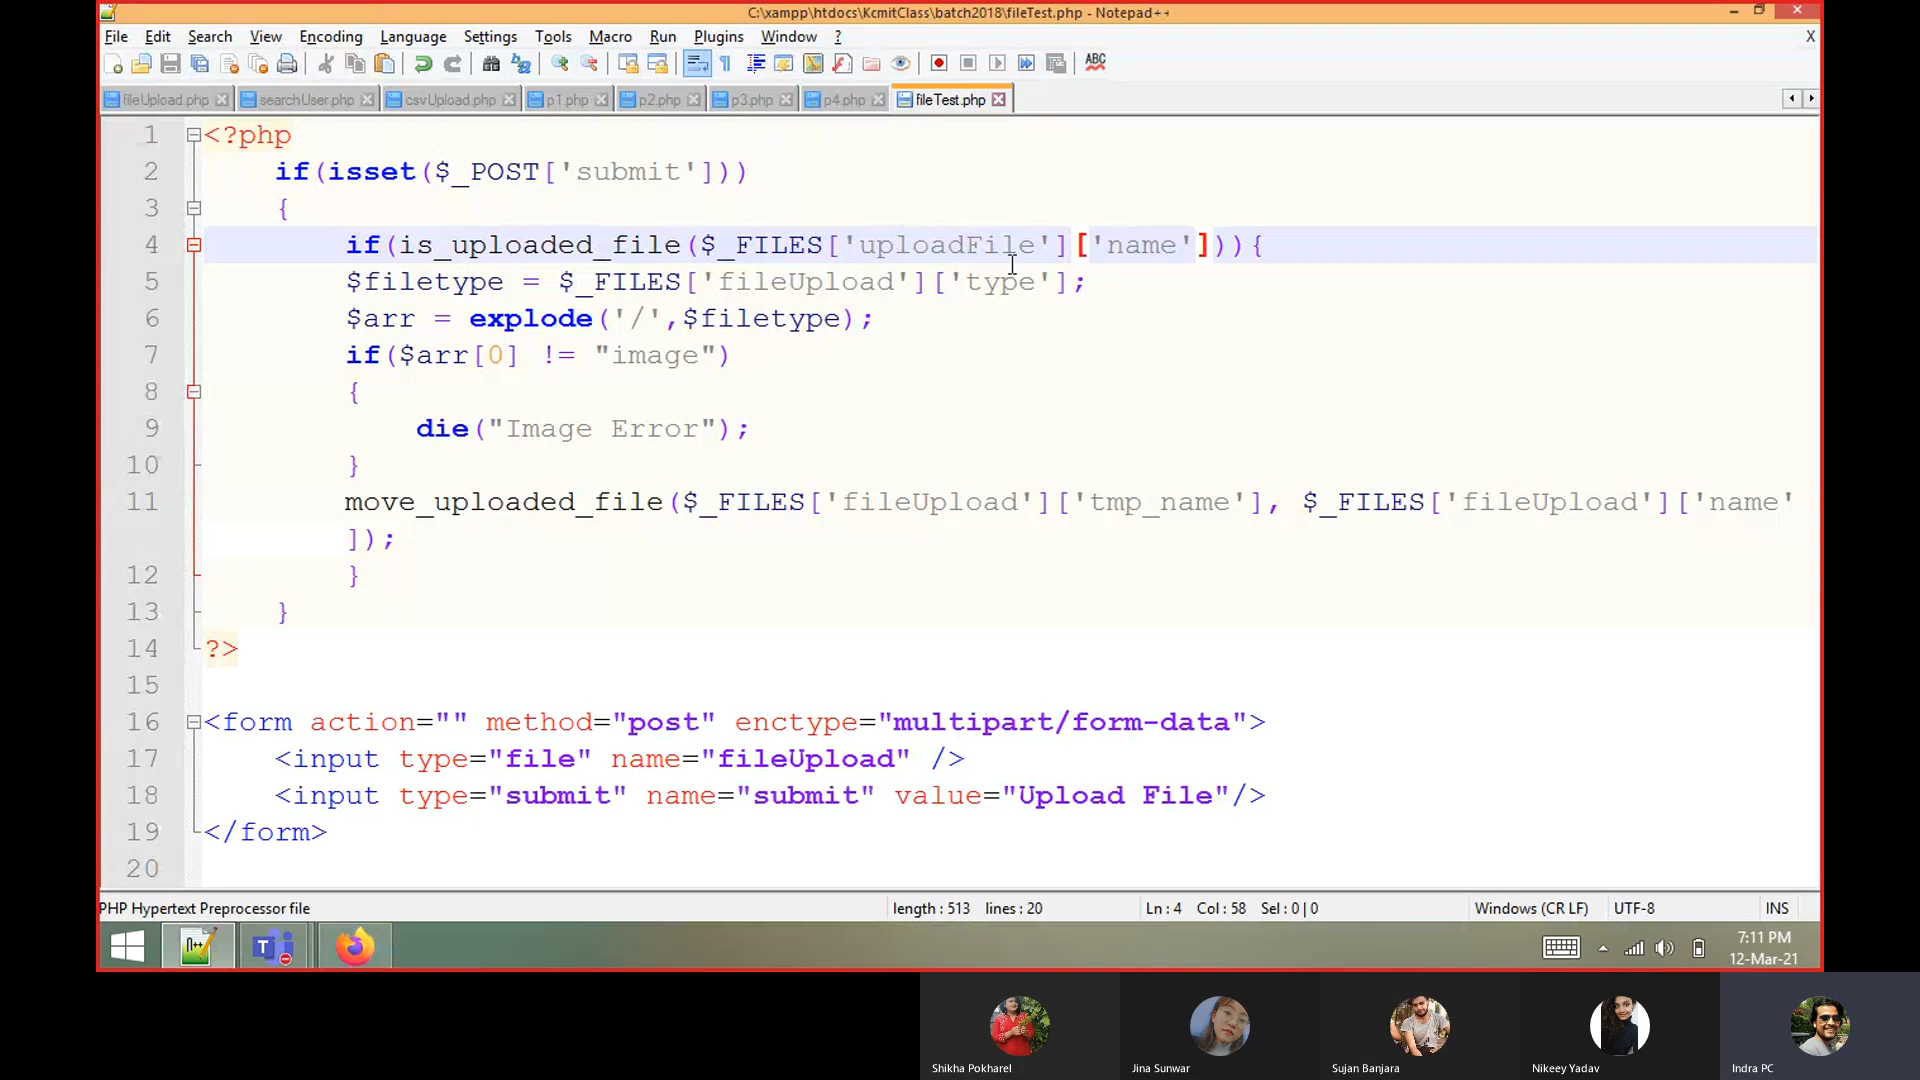 C:\xampp\htdocs\KcmitClass\batch2018\fileTest.php - Notepad++
File Edit Search View Encoding Language Settings Tools Macro Run Plugins Window ? X
fileUpload.php searchUser.php csvUpload.php p1.php p2.php p3.php p4.php fileTest.php
1 <?php
2 if(isset($_POST['submit']))
3 {
4 if(is_uploaded_file($_FILES['uploadFile']['name'])){
5 $filetype = $_FILES['fileUpload']['type'];
6 $arr = explode('/',$filetype);
7 if($arr[0] != "image")
8 {
9 die("Image Error");
10 }
11 move_uploaded_file($_FILES['fileUpload']['tmp_name'], $_FILES['fileUpload']['name'
]);
12 }
13 }
14 ?>
15
16 <form action="" method="post" enctype="multipart/form-data">
17 <input type="file" name="fileUpload" />
18 <input type="submit" name="submit" value="Upload File"/>
19 </form>
20
PHP Hypertext Preprocessor file length : 513 lines : 20 Ln : 4 Col : 58 Sel : 0 | 0 Windows (CR LF) UTF-8 INS
7:11 PM
12-Mar-21
Shikha Pokharel Jina Sunwar Sujan Banjara Nikeey Yadav Indra PC